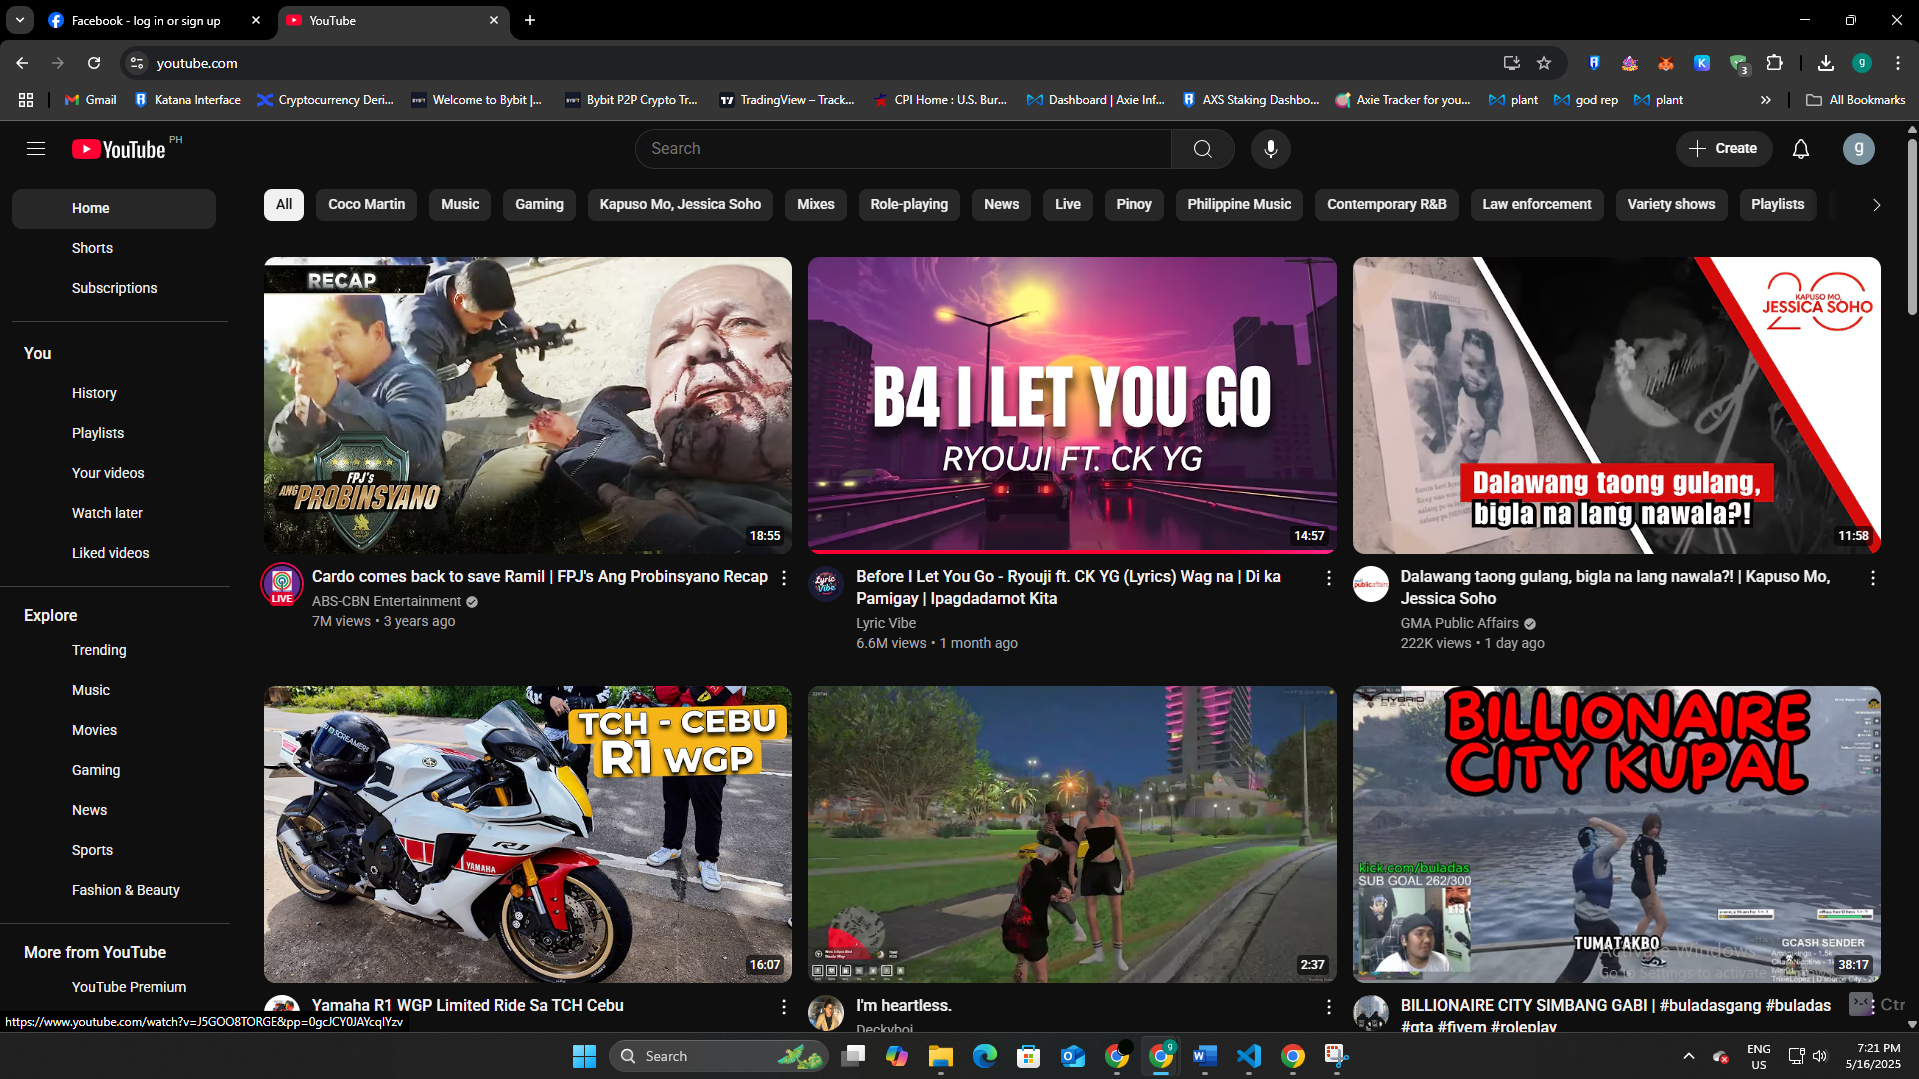 Facebook - log in or sign up
YouTube
youtube.com
3
g
Gmail
Katana Interface
Cryptocurrency Deri...
Welcome to Bybit |...
Bybit P2P Crypto Tr...
TradingView – Track...
CPI Home : U.S. Bur...
Dashboard | Axie Inf...
AXS Staking Dashbo...
Axie Tracker for you...
plant
god rep
plant
All Bookmarks
YouTube PH
Search
Create
g
Home
Shorts
Subscriptions
You
History
Playlists
Your videos
Watch later
Liked videos
Explore
Trending
Music
Movies
Gaming
News
Sports
Fashion & Beauty
More from YouTube
YouTube Premium
All
Coco Martin
Music
Gaming
Kapuso Mo, Jessica Soho
Mixes
Role-playing
News
Live
Pinoy
Philippine Music
Contemporary R&B
Law enforcement
Variety shows
Playlists
RECAP
FPJ's
ANG
PROBINSYANO
18:55
LIVE
Cardo comes back to save Ramil | FPJ's Ang Probinsyano Recap
ABS-CBN Entertainment
7M views • 3 years ago
B4 I LET YOU GO
RYOUJI FT. CK YG
14:57
Lyric
Vibe
Before I Let You Go - Ryouji ft. CK YG (Lyrics) Wag na | Di ka
Pamigay | Ipagdadamot Kita
Lyric Vibe
6.6M views • 1 month ago
Missing
20
KAPUSO MO,
JESSICA SOHO
Dalawang taong gulang,
bigla na lang nawala?!
11:58
publicaffairs
Dalawang taong gulang, bigla na lang nawala?! | Kapuso Mo,
Jessica Soho
GMA Public Affairs
222K views • 1 day ago
SCREAMERS
TCH - CEBU
R1 WGP
R1
YAMAHA
16:07
Yamaha R1 WGP Limited Ride Sa TCH Cebu
2:37
I'm heartless.
Deckyboi
HYBRID
BILLIONAIRE
CITY KUPAL
kick.com/buladas
SUB GOAL 262/300
x13
TUMATAKBO
GCASH SENDER
38:17
BILLIONAIRE CITY SIMBANG GABI | #buladasgang #buladas
#gta #fivem #roleplay
Activate Windows
Go to Settings to activate Windows
Ctr
https://www.youtube.com/watch?v=J5GOO8TORGE&pp=0gcJCY0JAYcqIYzv
Search
g
ENG
US
7:21 PM
5/16/2025